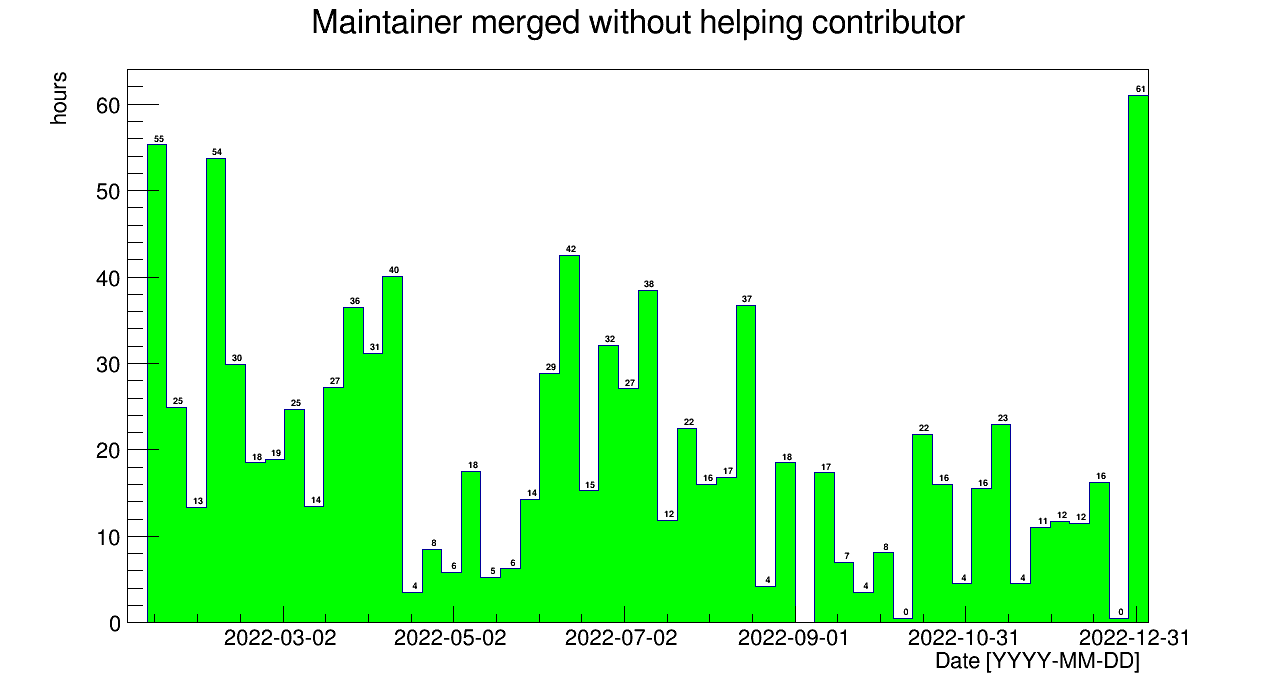 Maintainer merged without helping contributor
hours
60
50
40
30
20
10
0
55 25 13 54 30 18 19 25 14 27 36 31 40 4 8 6 18 5 6 14 29 42 15 32 27 38 12 22 16 17 37 4 18 17 7 4 8 0 22 16 4 16 23 4 11 12 12 16 0 61
2022-03-02 2022-05-02 2022-07-02 2022-09-01 2022-10-31 2022-12-31
Date [YYYY-MM-DD]